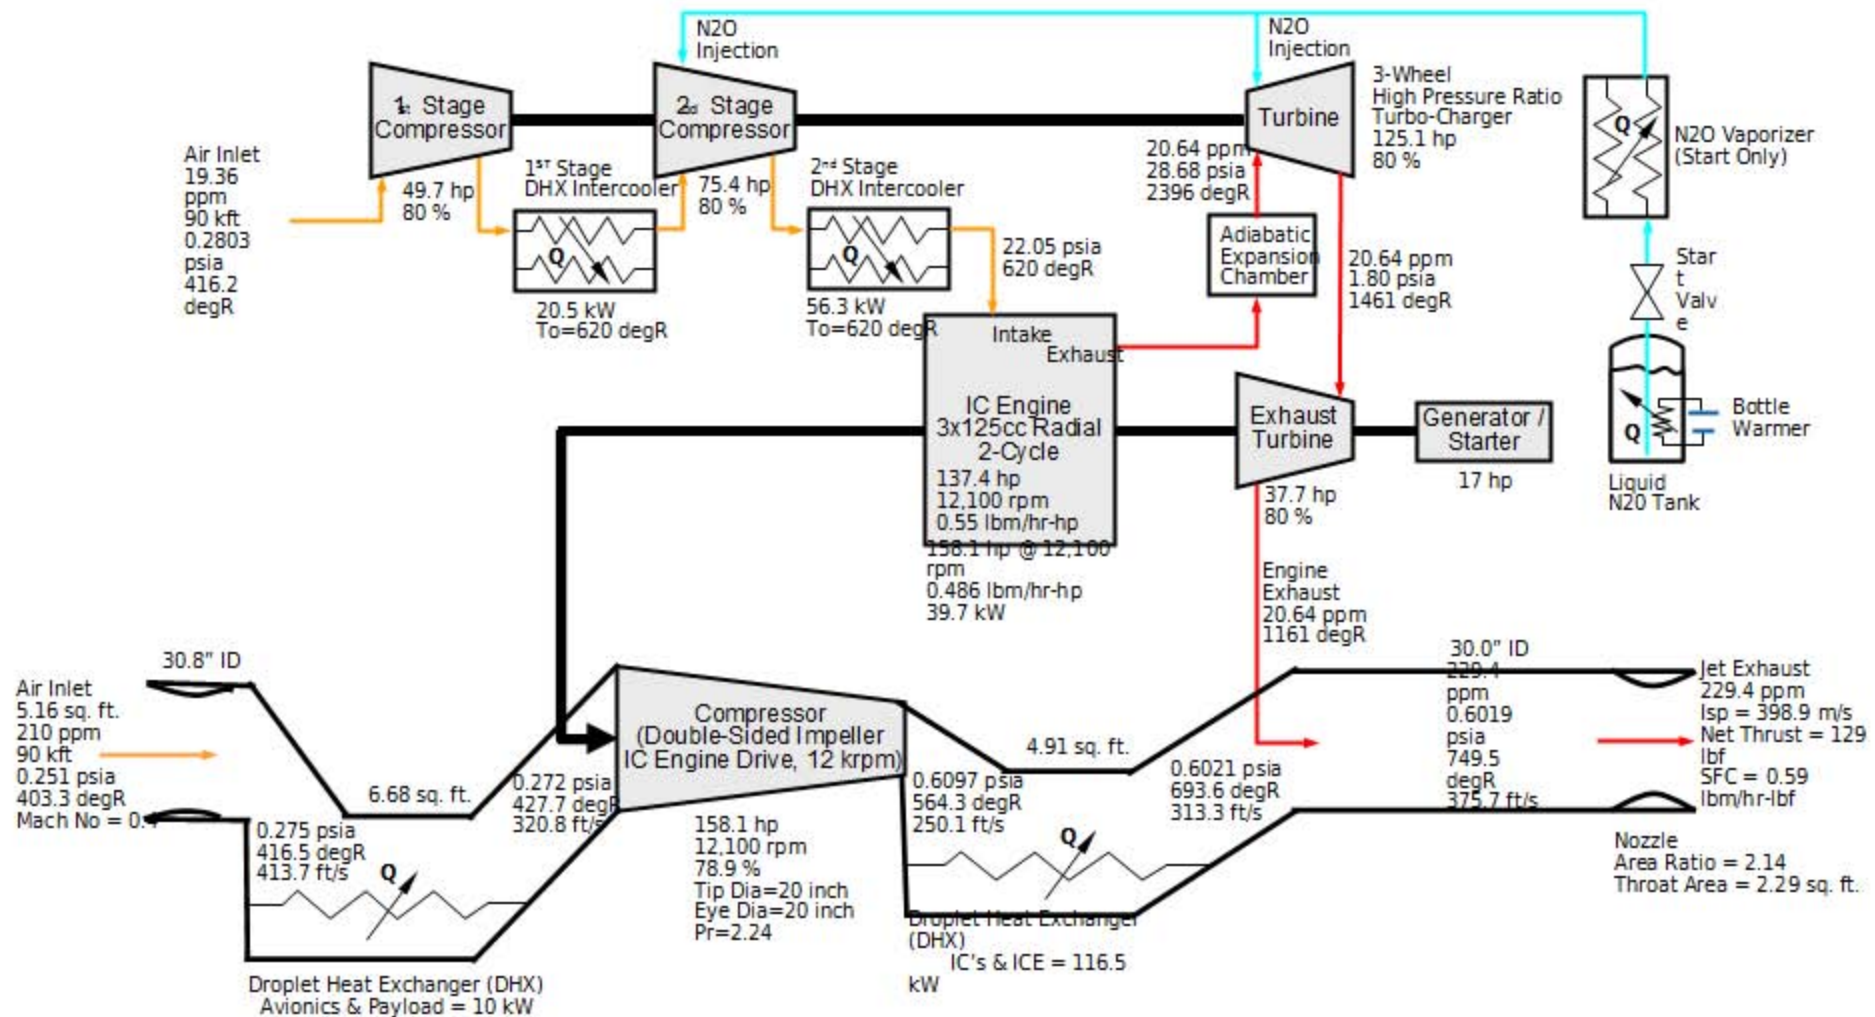 N2O
Injection
N2O
Injection
1st Stage
Compressor
2nd Stage
Compressor
Turbine
3-Wheel
High Pressure Ratio
Turbo-Charger
125.1 hp
80 %
Q
N2O Vaporizer
(Start Only)
Air Inlet
19.36
ppm
90 kft
0.2803
psia
416.2
degR
49.7 hp
80 %
1ST Stage
DHX Intercooler
Q
20.5 kW
To=620 degR
75.4 hp
80 %
2nd Stage
DHX Intercooler
Q
56.3 kW
To=620 degR
22.05 psia
620 degR
20.64 ppm
28.68 psia
2396 degR
Adiabatic
Expansion
Chamber
20.64 ppm
1.80 psia
1461 degR
Star
t
Valv
e
Intake
Exhaust
IC Engine
3x125cc Radial
2-Cycle
137.4 hp
12,100 rpm
0.55 lbm/hr-hp
158.1 hp @ 12,100
rpm
0.486 lbm/hr-hp
39.7 kW
Exhaust
Turbine
37.7 hp
80 %
Generator /
Starter
17 hp
Q
Bottle
Warmer
Liquid
N20 Tank
Engine
Exhaust
20.64 ppm
1161 degR
30.8" ID
Air Inlet
5.16 sq. ft.
210 ppm
90 kft
0.251 psia
403.3 degR
Mach No = 0.4
6.68 sq. ft.
0.275 psia
416.5 degR
413.7 ft/s
Q
Droplet Heat Exchanger (DHX)
Avionics & Payload = 10 kW
0.272 psia
427.7 degR
320.8 ft/s
Compressor
(Double-Sided Impeller
IC Engine Drive, 12 krpm)
158.1 hp
12,100 rpm
78.9 %
Tip Dia=20 inch
Eye Dia=20 inch
Pr=2.24
4.91 sq. ft.
0.6097 psia
564.3 degR
250.1 ft/s
Q
Droplet Heat Exchanger
(DHX)
IC's & ICE = 116.5
kW
0.6021 psia
693.6 degR
313.3 ft/s
30.0" ID
229.4
ppm
0.6019
psia
749.5
degR
375.7 ft/s
Jet Exhaust
229.4 ppm
Isp = 398.9 m/s
Net Thrust = 129
lbf
SFC = 0.59
lbm/hr-lbf
Nozzle
Area Ratio = 2.14
Throat Area = 2.29 sq. ft.